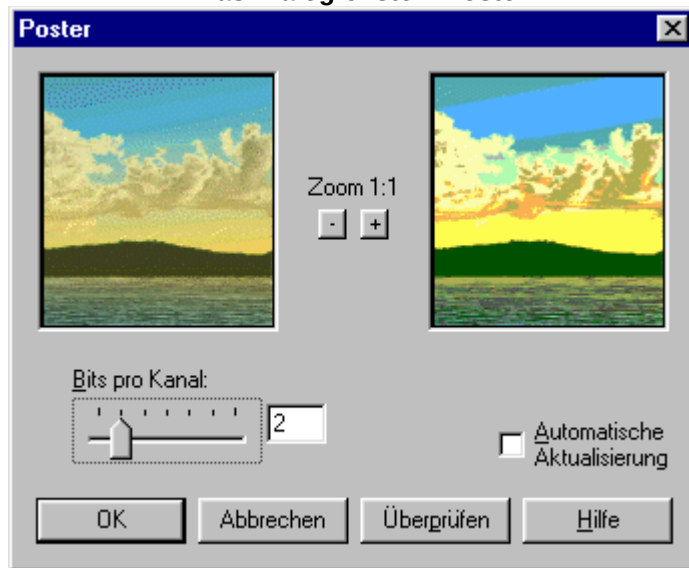 Poster
Zoom 1:1
- +
Bits pro Kanal:
2
Automatische
Aktualisierung
OK Abbrechen Überprüfen Hilfe